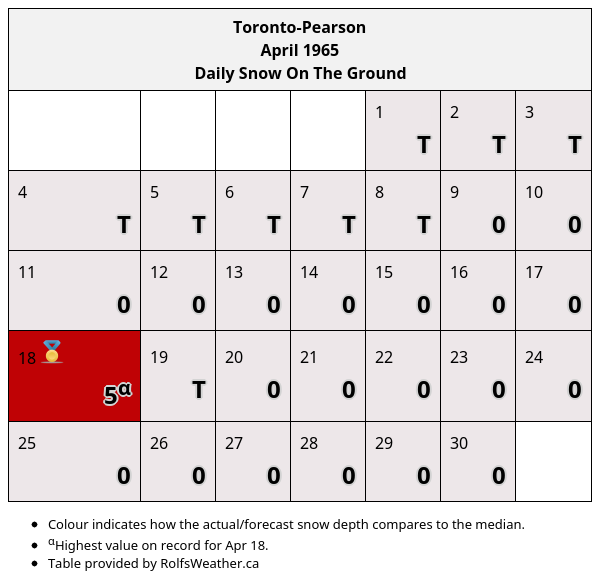 Toronto-Pearson
April 1965
Daily Snow On The Ground
1 2 3
T T T
4 5 6 7 8 9 10
T T T T T 0 0
11 12 13 14 15 16 17
0 0 0 0 0 0 0
18 19 20 21 22 23 24
5α T 0 0 0 0 0
25 26 27 28 29 30
0 0 0 0 0 0
Colour indicates how the actual/forecast snow depth compares to the median.
αHighest value on record for Apr 18.
Table provided by RolfsWeather.ca